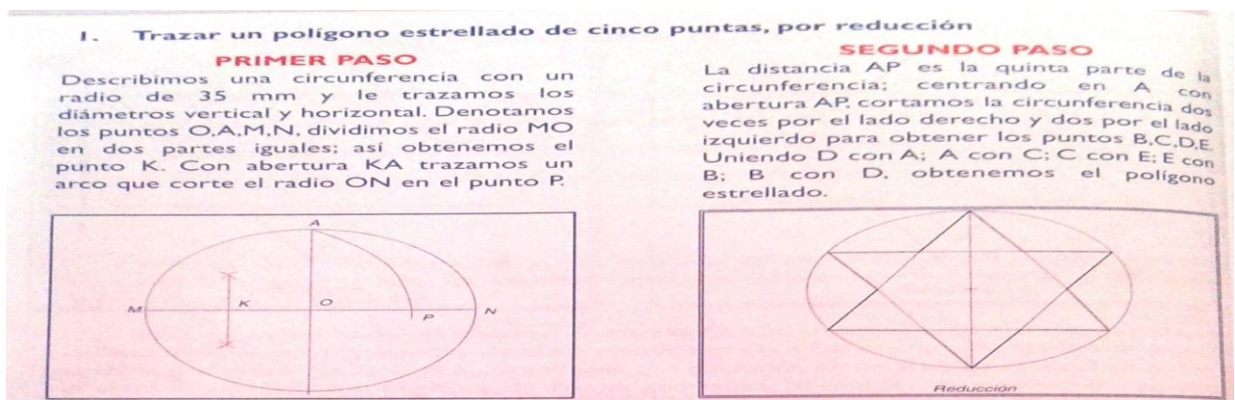 1. Trazar un polígono estrellado de cinco puntas, por reducción
PRIMER PASO
Describimos una circunferencia con un
radio de 35 mm y le trazamos los
diámetros vertical y horizontal. Denotamos
los puntos O,A,M,N, dividimos el radio MO
en dos partes iguales; así obtenemos el
punto K. Con abertura KA trazamos un
arco que corte el radio ON en el punto P.
A
M
K
O
P
N
SEGUNDO PASO
La distancia AP es la quinta parte de la
circunferencia; centrando en A con
abertura AP, cortamos la circunferencia dos
veces por el lado derecho y dos por el lado
izquierdo para obtener los puntos B,C,D,E.
Uniendo D con A; A con C; C con E; E con
B; B con D, obtenemos el polígono
estrellado.
Reducción